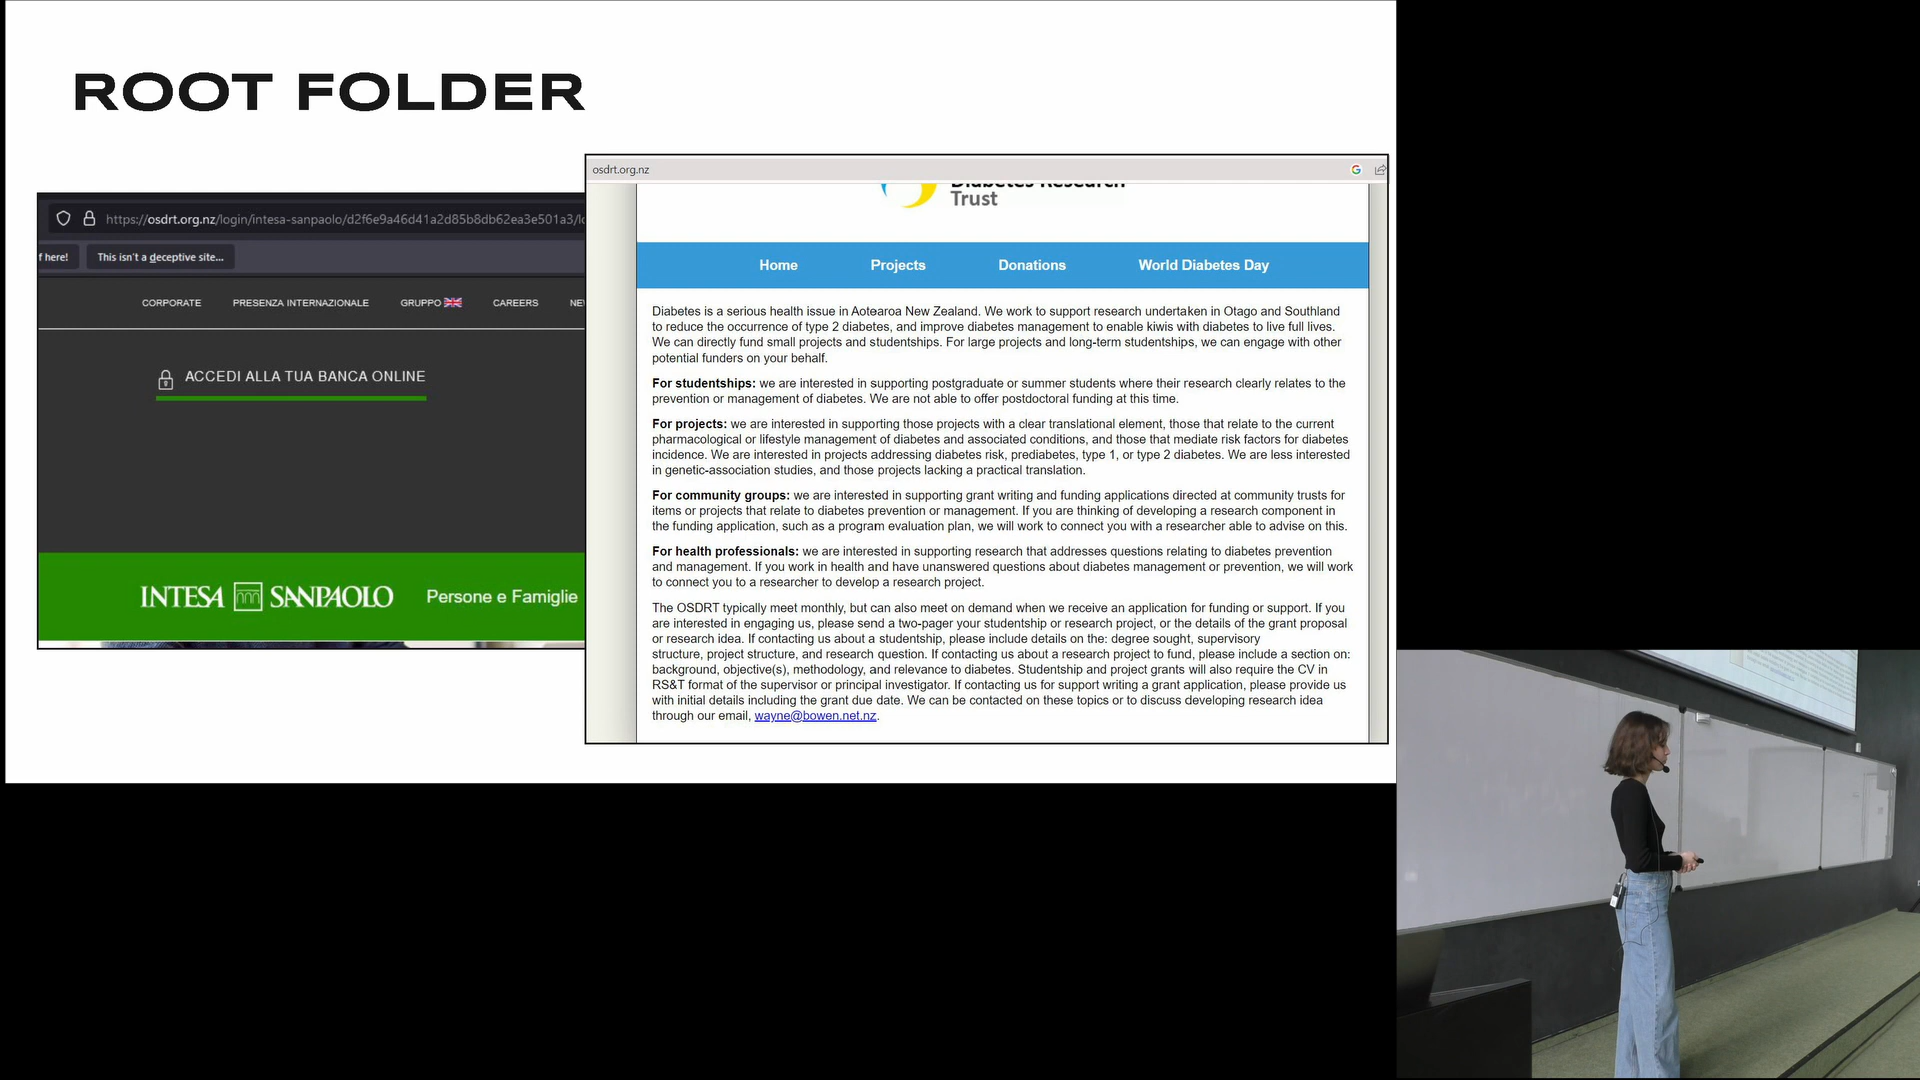 ROOT FOLDER
https://osdrt.org.nz/login/intesa-sanpaolo/d2f6e9a46d41a2d85b8db62ea3e501a3/l
f here!
This isn't a deceptive site...
CORPORATE
PRESENZA INTERNAZIONALE
GRUPPO
CAREERS
ACCEDI ALLA TUA BANCA ONLINE
INTESA SANPAOLO
Persone e Famiglie
osdrt.org.nz
Diabetes Research
Trust
Home
Projects
Donations
World Diabetes Day
Diabetes is a serious health issue in Aotearoa New Zealand. We work to support research undertaken in Otago and Southland
to reduce the occurrence of type 2 diabetes, and improve diabetes management to enable kiwis with diabetes to live full lives.
We can directly fund small projects and studentships. For large projects and long-term studentships, we can engage with other
potential funders on your behalf.
For studentships: we are interested in supporting postgraduate or summer students where their research clearly relates to the
prevention or management of diabetes. We are not able to offer postdoctoral funding at this time.
For projects: we are interested in supporting those projects with a clear translational element, those that relate to the current
pharmacological or lifestyle management of diabetes and associated conditions, and those that mediate risk factors for diabetes
incidence. We are interested in projects addressing diabetes risk, prediabetes, type 1, or type 2 diabetes. We are less interested
in genetic-association studies, and those projects lacking a practical translation.
For community groups: we are interested in supporting grant writing and funding applications directed at community trusts for
items or projects that relate to diabetes prevention or management. If you are thinking of developing a research component in
the funding application, such as a program evaluation plan, we will work to connect you with a researcher able to advise on this.
For health professionals: we are interested in supporting research that addresses questions relating to diabetes prevention
and management. If you work in health and have unanswered questions about diabetes management or prevention, we will work
to connect you to a researcher to develop a research project.
The OSDRT typically meet monthly, but can also meet on demand when we receive an application for funding or support. If you
are interested in engaging us, please send a two-pager your studentship or research project, or the details of the grant proposal
or research idea. If contacting us about a studentship, please include details on the: degree sought, supervisory
structure, project structure, and research question. If contacting us about a research project to fund, please include a section on:
background, objective(s), methodology, and relevance to diabetes. Studentship and project grants will also require the CV in
RS&T format of the supervisor or principal investigator. If contacting us for support writing a grant application, please provide us
with initial details including the grant due date. We can be contacted on these topics or to discuss developing research idea
through our email, wayne@bowen.net.nz.